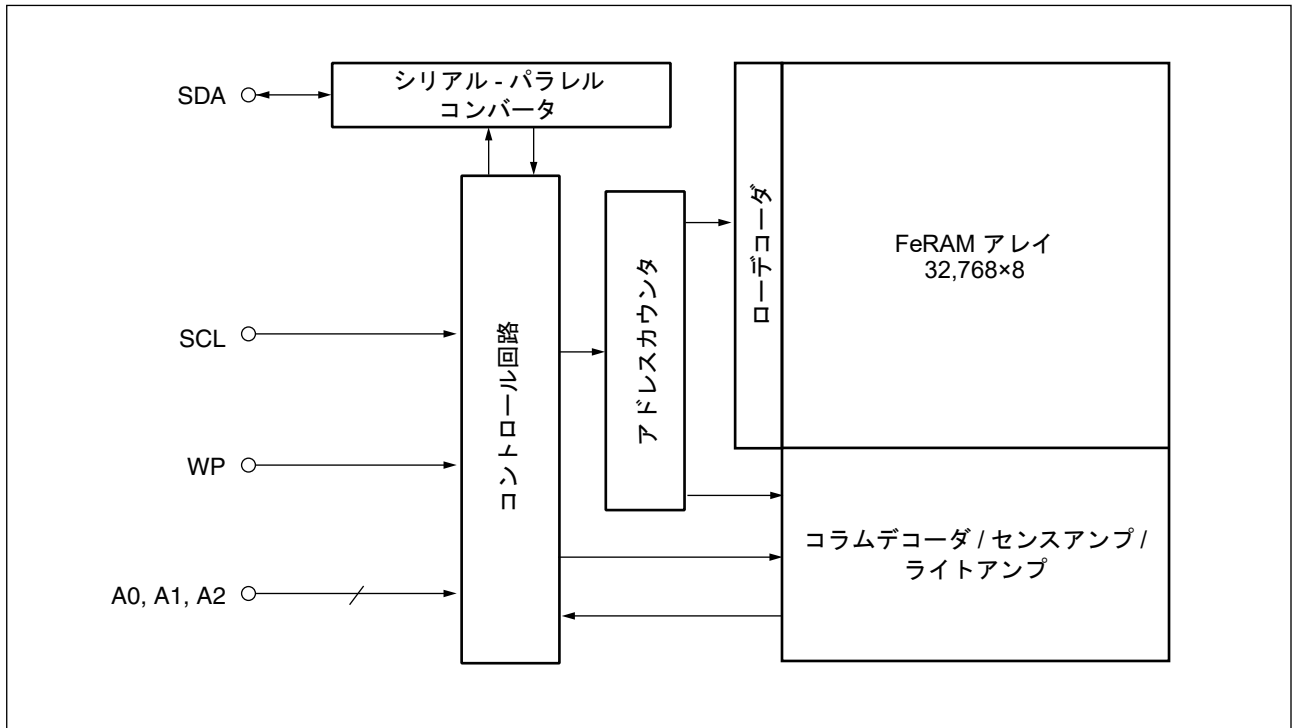 シリアル - パラレル
コンバータ
SDA
ローデコーダ
FeRAM アレイ
32,768×8
アドレスカウンタ
コントロール回路
SCL
WP
コラムデコーダ / センスアンプ /
ライトアンプ
A0, A1, A2